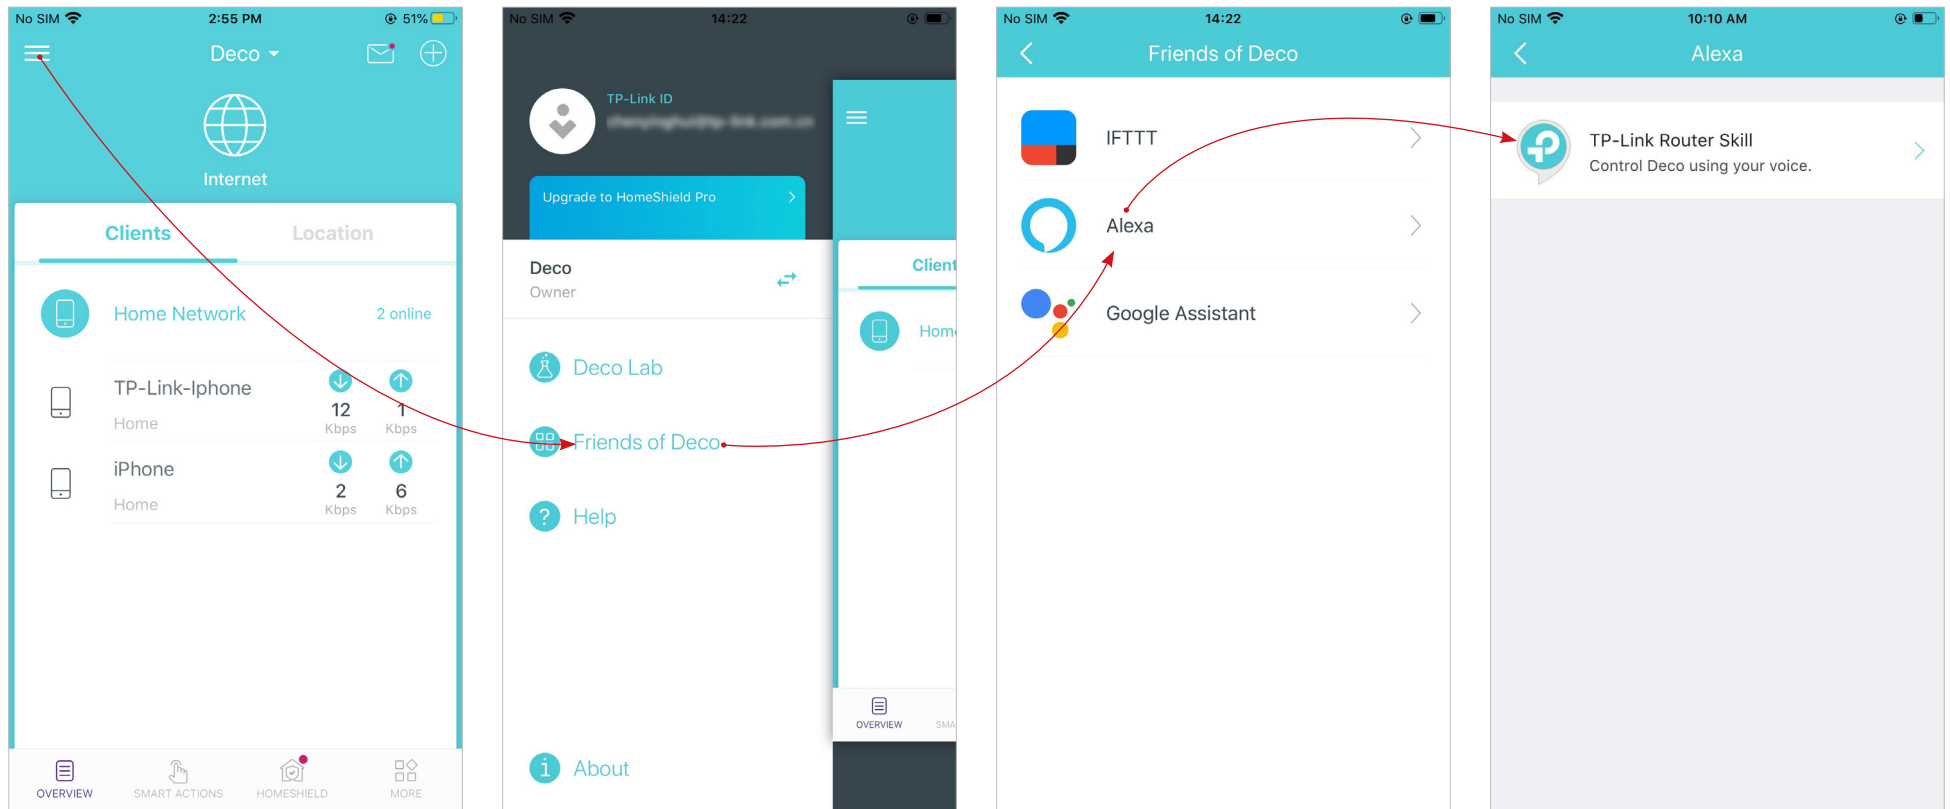 No SIM
2:55 PM
51%
Deco
Internet
Clients
Location
Home Network
2 online
TP-Link-Iphone
Home
12
Kbps
1
Kbps
iPhone
Home
2
Kbps
6
Kbps
OVERVIEW
SMART ACTIONS
HOMESHIELD
MORE
No SIM
14:22
TP-Link ID
Upgrade to HomeShield Pro
Deco
Owner
Deco Lab
Friends of Deco
Help
About
Client
Home
OVERVIEW
SMA
No SIM
14:22
Friends of Deco
IFTTT
Alexa
Google Assistant
No SIM
10:10 AM
Alexa
TP-Link Router Skill
Control Deco using your voice.